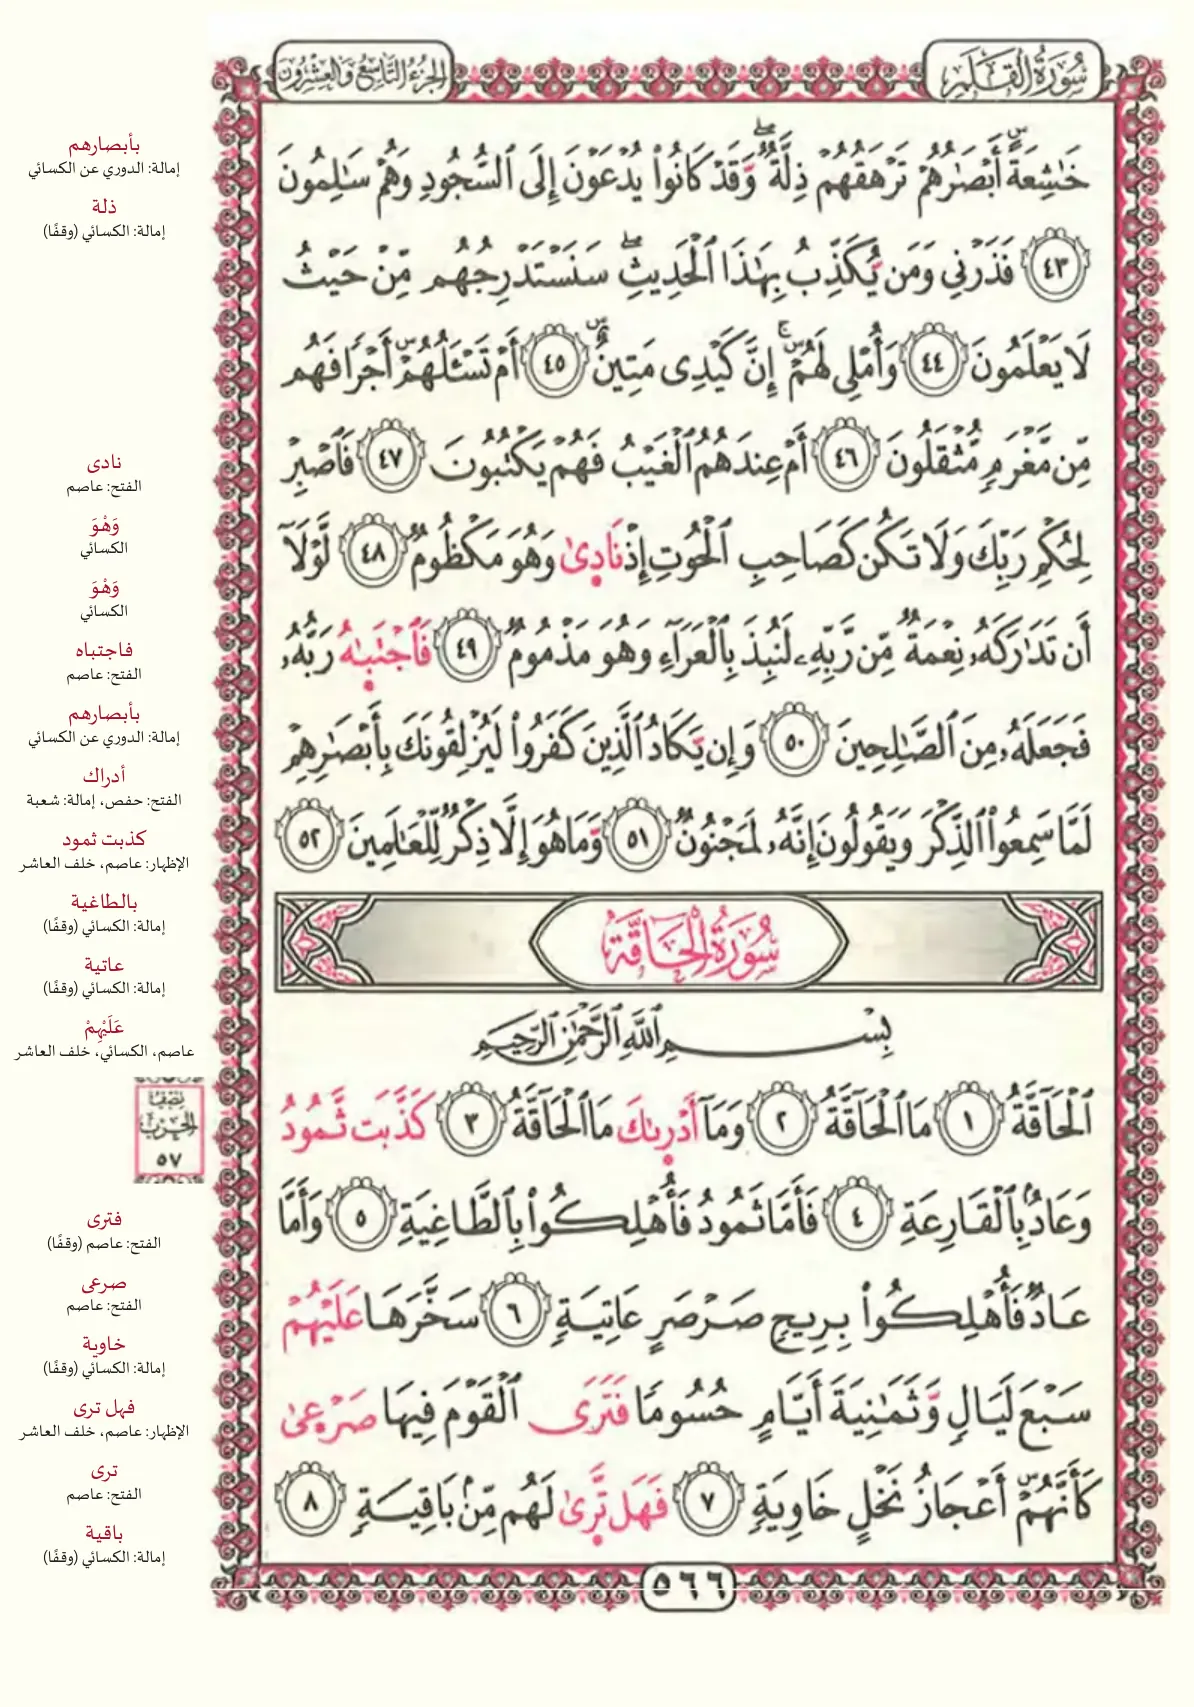 سُورَةُ القَلَمِ
الجُزْءُ التَّاسِعُ وَالعِشْرُونَ
خَٰشِعَةً أَبْصَٰرُهُمْ تَرْهَقُهُمْ ذِلَّةٌ ۖ وَقَدْ كَانُوا۟ يُدْعَوْنَ إِلَى ٱلسُّجُودِ وَهُمْ سَٰلِمُونَ
٤٣ فَذَرْنِى وَمَن يُكَذِّبُ بِهَٰذَا ٱلْحَدِيثِ ۖ سَنَسْتَدْرِجُهُم مِّنْ حَيْثُ
لَا يَعْلَمُونَ ٤٤ وَأُمْلِى لَهُمْ ۚ إِنَّ كَيْدِى مَتِينٌ ٤٥ أَمْ تَسْـَٔلُهُمْ أَجْرًا فَهُم
مِّن مَّغْرَمٍ مُّثْقَلُونَ ٤٦ أَمْ عِندَهُمُ ٱلْغَيْبُ فَهُمْ يَكْتُبُونَ ٤٧ فَٱصْبِرْ
لِحُكْمِ رَبِّكَ وَلَا تَكُن كَصَاحِبِ ٱلْحُوتِ إِذْ نَادَىٰ وَهُوَ مَكْظُومٌ ٤٨ لَّوْلَآ
أَن تَدَٰرَكَهُۥ نِعْمَةٌ مِّن رَّبِّهِۦ لَنُبِذَ بِٱلْعَرَآءِ وَهُوَ مَذْمُومٌ ٤٩ فَٱجْتَبَٰهُ رَبُّهُۥ
فَجَعَلَهُۥ مِنَ ٱلصَّٰلِحِينَ ٥٠ وَإِن يَكَادُ ٱلَّذِينَ كَفَرُوا۟ لَيُزْلِقُونَكَ بِأَبْصَٰرِهِمْ
لَمَّا سَمِعُوا۟ ٱلذِّكْرَ وَيَقُولُونَ إِنَّهُۥ لَمَجْنُونٌ ٥١ وَمَا هُوَ إِلَّا ذِكْرٌ لِّلْعَٰلَمِينَ ٥٢
سُورَةُ الحَاقَّةِ
بِسْمِ ٱللَّهِ ٱلرَّحْمَٰنِ ٱلرَّحِيمِ
ٱلْحَآقَّةُ ١ مَا ٱلْحَآقَّةُ ٢ وَمَآ أَدْرَىٰكَ مَا ٱلْحَآقَّةُ ٣ كَذَّبَت ثَّمُودُ
وَعَادٌۢ بِٱلْقَارِعَةِ ٤ فَأَمَّا ثَمُودُ فَأُهْلِكُوا۟ بِٱلطَّاغِيَةِ ٥ وَأَمَّا
عَادٌ فَأُهْلِكُوا۟ بِرِيحٍ صَرْصَرٍ عَاتِيَةٍ ٦ سَخَّرَهَا عَلَيْهُمْ
سَبْعَ لَيَالٍ وَثَمَٰنِيَةَ أَيَّامٍ حُسُومًا فَتَرَى ٱلْقَوْمَ فِيهَا صَرْعَىٰ
كَأَنَّهُمْ أَعْجَازُ نَخْلٍ خَاوِيَةٍ ٧ فَهَل تَّرَىٰ لَهُم مِّنۢ بَاقِيَةٍ ٨
٥٦٦
بأبصارهم
إمالة: الدوري عن الكسائي
ذلة
إمالة: الكسائي (وقفًا)
نادى
الفتح: عاصم
وَهْوَ
الكسائي
وَهْوَ
الكسائي
فاجتباه
الفتح: عاصم
بأبصارهم
إمالة: الدوري عن الكسائي
أدراك
الفتح: حفص، إمالة: شعبة
كذبت ثمود
الإظهار: عاصم، خلف العاشر
بالطاغية
إمالة: الكسائي (وقفًا)
عاتية
إمالة: الكسائي (وقفًا)
عَلَيْهِمْ
عاصم، الكسائي، خلف العاشر
نصف
الحزب
٥٧
فترى
الفتح: عاصم (وقفًا)
صرعى
الفتح: عاصم
خاوية
إمالة: الكسائي (وقفًا)
فهل ترى
الإظهار: عاصم، خلف العاشر
ترى
الفتح: عاصم
باقية
إمالة: الكسائي (وقفًا)